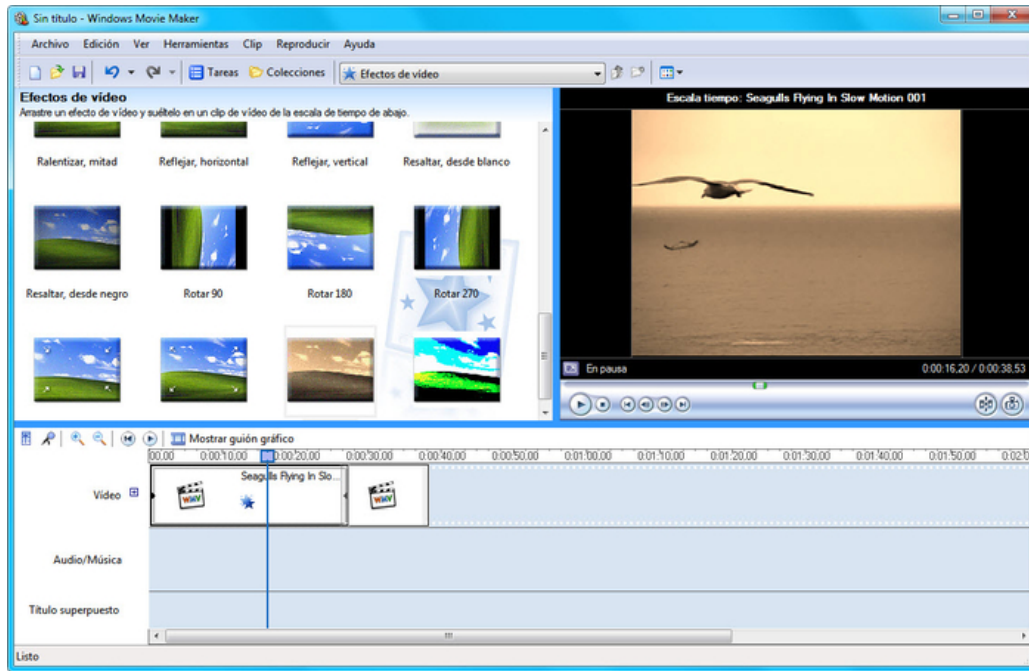 Sin título - Windows Movie Maker
Archivo Edición Ver Herramientas Clip Reproducir Ayuda
Tareas Colecciones Efectos de vídeo
Efectos de vídeo
Arrastre un efecto de vídeo y suéltelo en un clip de vídeo de la escala de tiempo de abajo.
Escala tiempo: Seagulls Flying In Slow Motion 001
Ralentizar, mitad Reflejar, horizontal Reflejar, vertical Resaltar, desde blanco
Resaltar, desde negro Rotar 90 Rotar 180 Rotar 270
En pausa 0:00:16,20 / 0:00:38,53
Mostrar guión gráfico
00,00 0:00:10,00 0:00:20,00 0:00:30,00 0:00:40,00 0:00:50,00 0:01:00,00 0:01:10,00 0:01:20,00 0:01:30,00 0:01:40,00 0:01:50,00 0:02:0
Seagulls Flying In Slo...
Vídeo WMV WMV
Audio/Música
Título superpuesto
Listo